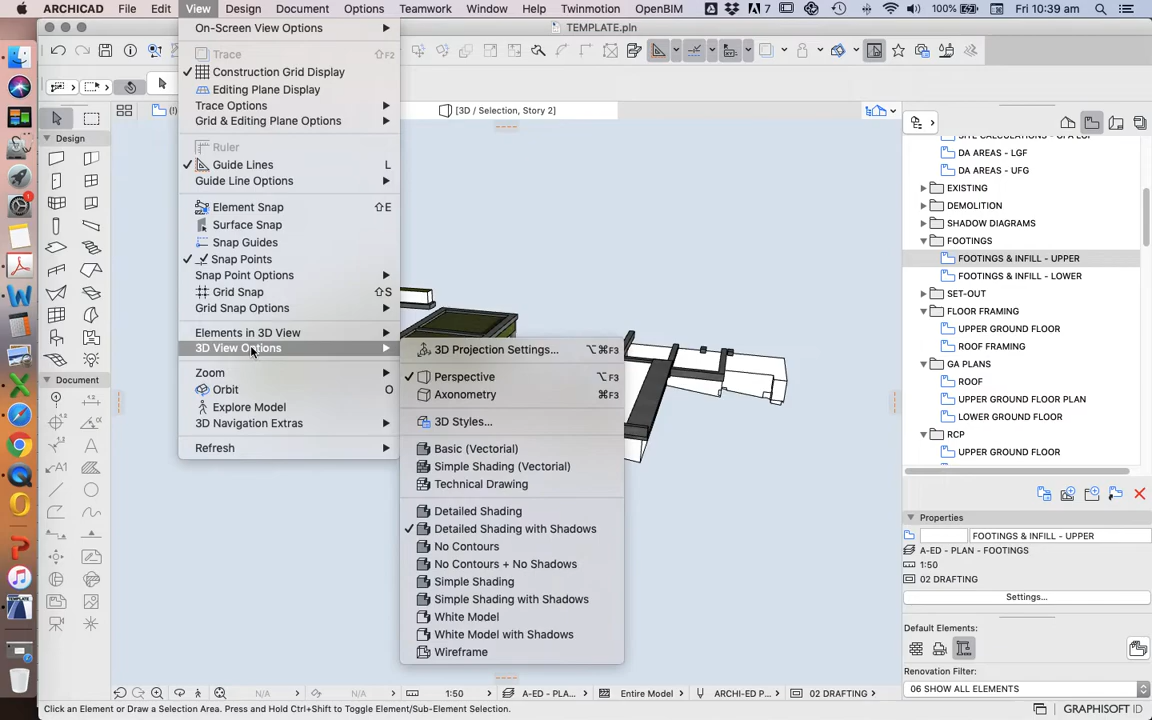 ARCHICAD File Edit View Design Document Options Teamwork Window Help Twinmotion OpenBIM 7 100% Fri 10:39 am
TEMPLATE.pln
On-Screen View Options
Trace F2
Construction Grid Display
Editing Plane Display
Trace Options
Grid & Editing Plane Options
Ruler
Guide Lines L
Guide Line Options
Element Snap ⇧E
Surface Snap
Snap Guides
Snap Points
Snap Point Options
Grid Snap ⇧S
Grid Snap Options
Elements in 3D View
3D View Options
Zoom
Orbit O
Explore Model
3D Navigation Extras
Refresh
3D Projection Settings... ⌥⌘F3
Perspective ⌥F3
Axonometry ⌘F3
3D Styles...
Basic (Vectorial)
Simple Shading (Vectorial)
Technical Drawing
Detailed Shading
Detailed Shading with Shadows
No Contours
No Contours + No Shadows
Simple Shading
Simple Shading with Shadows
White Model
White Model with Shadows
Wireframe
Design
Document
(!)
[3D / Selection, Story 2]
DA AREAS - LGF
DA AREAS - UFG
EXISTING
DEMOLITION
SHADOW DIAGRAMS
FOOTINGS
FOOTINGS & INFILL - UPPER
FOOTINGS & INFILL - LOWER
SET-OUT
FLOOR FRAMING
UPPER GROUND FLOOR
ROOF FRAMING
GA PLANS
ROOF
UPPER GROUND FLOOR PLAN
LOWER GROUND FLOOR
RCP
UPPER GROUND FLOOR
Properties
FOOTINGS & INFILL - UPPER
A-ED - PLAN - FOOTINGS
1:50
02 DRAFTING
Settings...
Default Elements:
Renovation Filter:
06 SHOW ALL ELEMENTS
N/A N/A 1:50 A-ED - PLA... Entire Model ARCHI-ED P... 02 DRAFTING
Click an Element or Draw a Selection Area. Press and Hold Ctrl+Shift to Toggle Element/Sub-Element Selection.
GRAPHISOFT ID